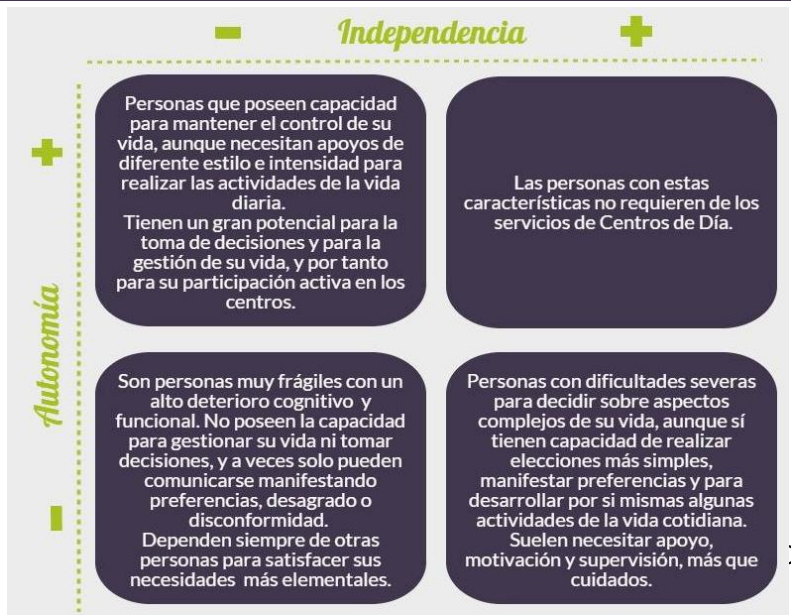 Independencia
Autonomía
Personas que poseen capacidad
para mantener el control de su
vida, aunque necesitan apoyos de
diferente estilo e intensidad para
realizar las actividades de la vida
diaria.
Tienen un gran potencial para la
toma de decisiones y para la
gestión de su vida, y por tanto
para su participación activa en los
centros.
Las personas con estas
características no requieren de los
servicios de Centros de Día.
Son personas muy frágiles con un
alto deterioro cognitivo y
funcional. No poseen la capacidad
para gestionar su vida ni tomar
decisiones, y a veces solo pueden
comunicarse manifestando
preferencias, desagrado o
disconformidad.
Dependen siempre de otras
personas para satisfacer sus
necesidades más elementales.
Personas con dificultades severas
para decidir sobre aspectos
complejos de su vida, aunque sí
tienen capacidad de realizar
elecciones más simples,
manifestar preferencias y para
desarrollar por si mismas algunas
actividades de la vida cotidiana.
Suelen necesitar apoyo,
motivación y supervisión, más que
cuidados.